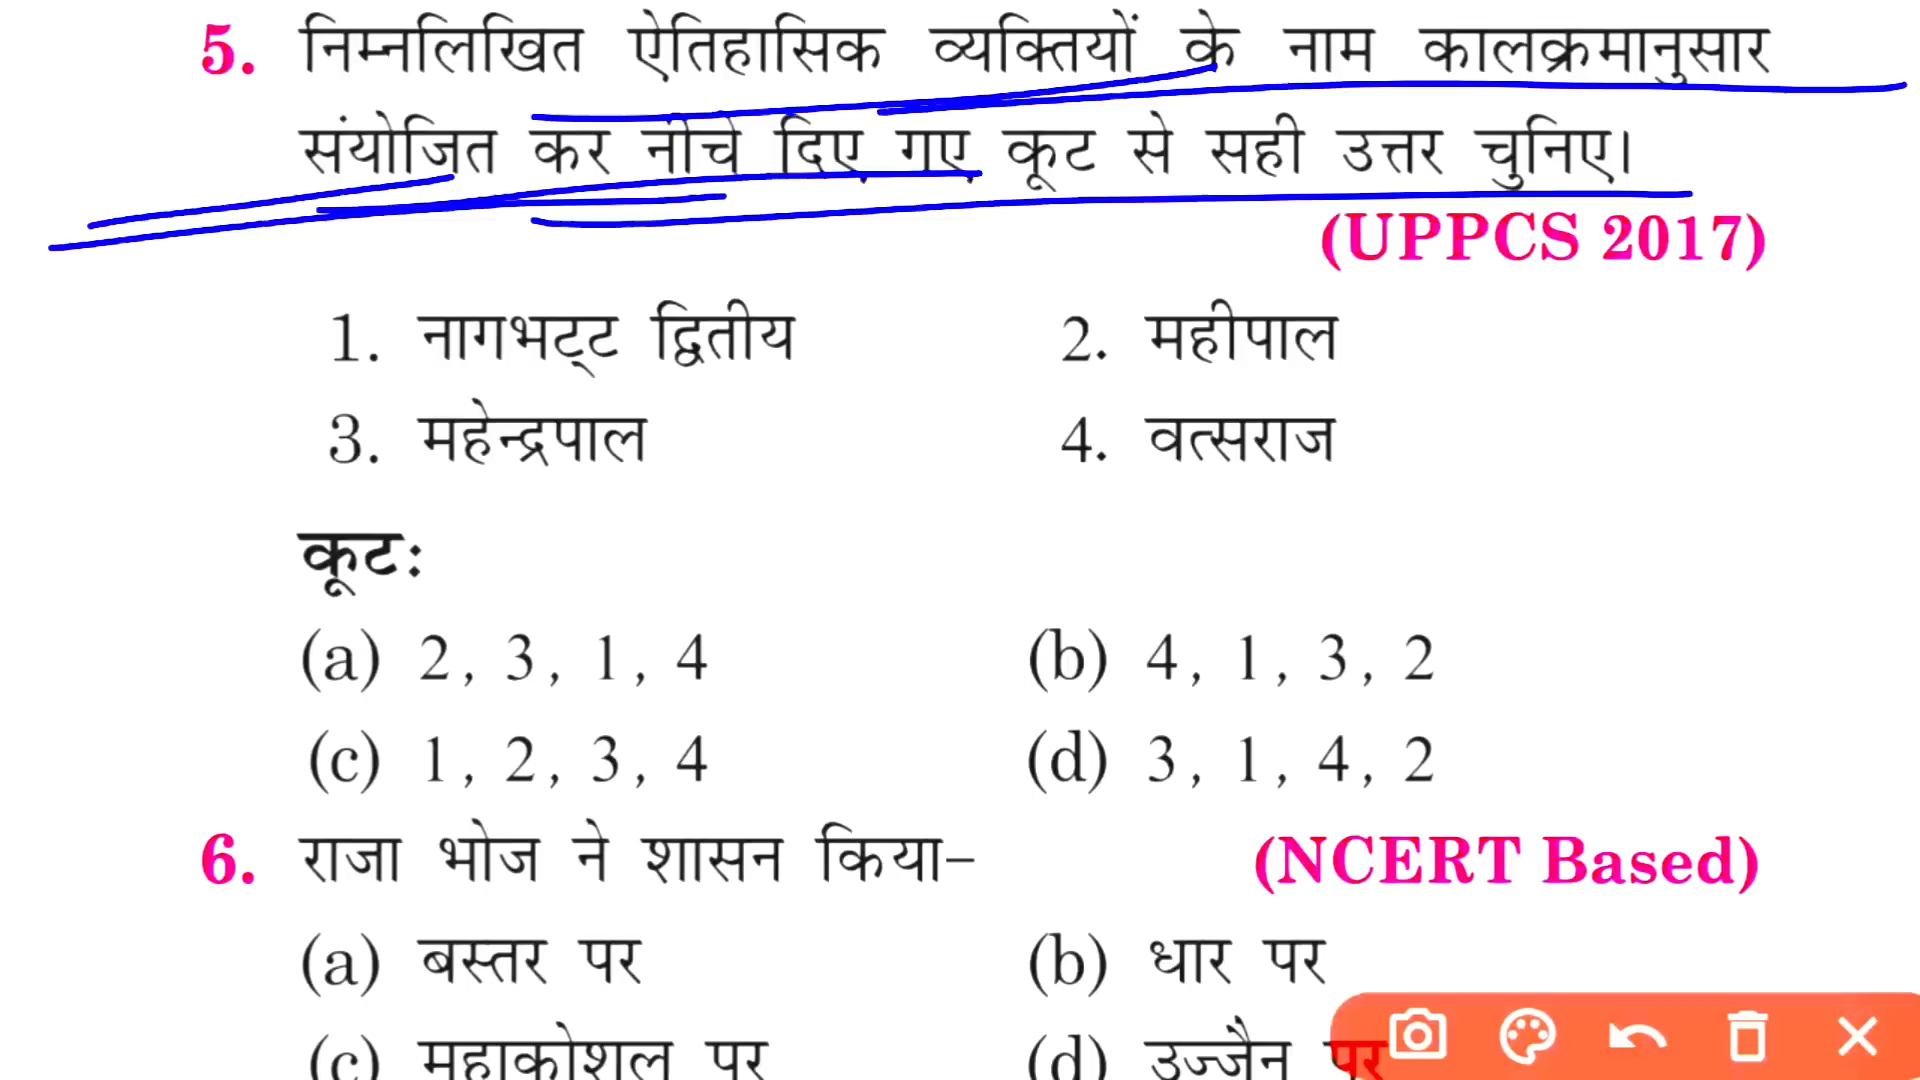 5. निम्नलिखित ऐतिहासिक व्यक्तियों के नाम कालक्रमानुसार
संयोजित कर नीचे दिए गए कूट से सही उत्तर चुनिए।
(UPPCS 2017)
1. नागभट्ट द्वितीय 2. महीपाल
3. महेन्द्रपाल 4. वत्सराज
कूटः
(a) 2, 3, 1, 4 (b) 4, 1, 3, 2
(c) 1, 2, 3, 4 (d) 3, 1, 4, 2
6. राजा भोज ने शासन किया– (NCERT Based)
(a) बस्तर पर (b) धार पर
(c) महाकोशल पर (d) उज्जैन पर